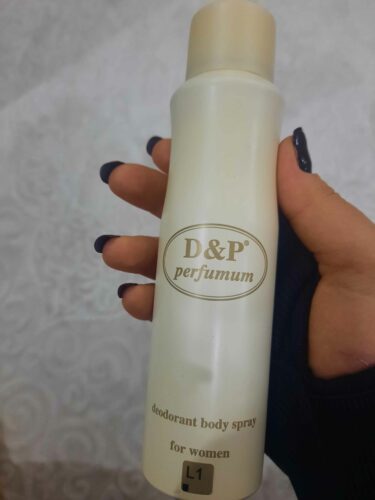 D&P®
perfumum
deodorant body spray
for women
L1